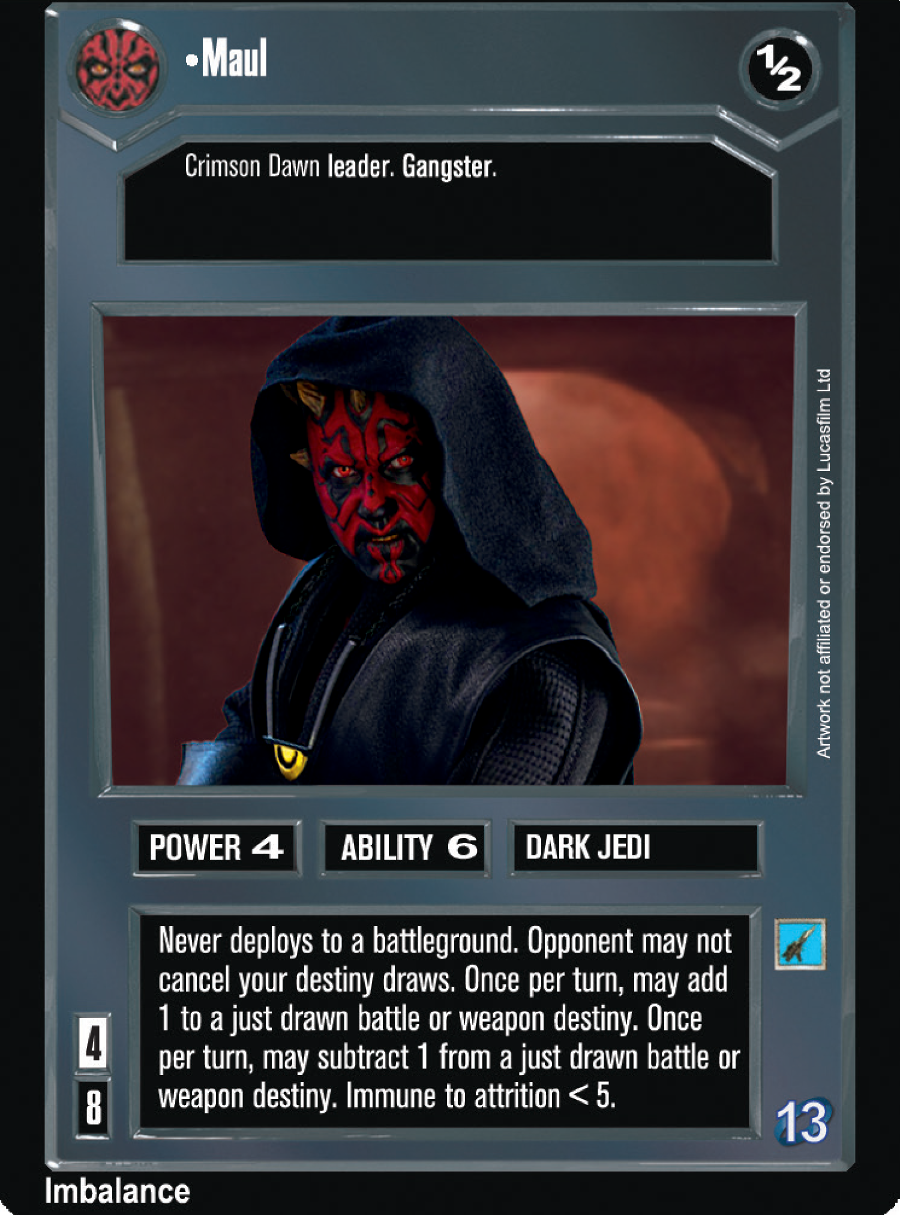 •Maul
1/2
Crimson Dawn leader. Gangster.
Artwork not affiliated or endorsed by Lucasfilm Ltd
POWER 4
ABILITY 6
DARK JEDI
Never deploys to a battleground. Opponent may not
cancel your destiny draws. Once per turn, may add
1 to a just drawn battle or weapon destiny. Once
per turn, may subtract 1 from a just drawn battle or
weapon destiny. Immune to attrition < 5.
4
8
13
Imbalance